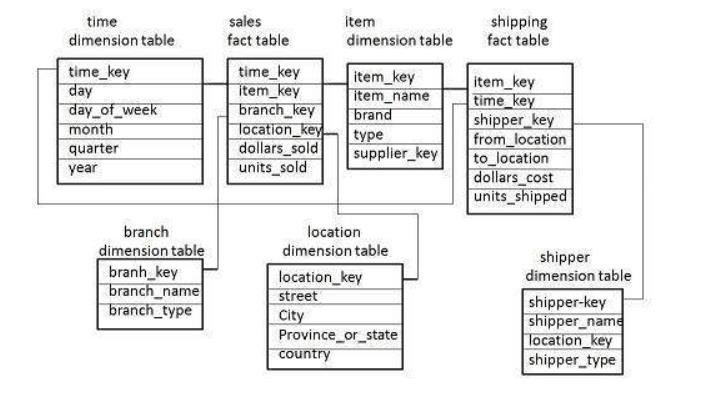 time
dimension table
time_key
day
day_of_week
month
quarter
year
sales
fact table
time_key
item_key
branch_key
location_key
dollars_sold
units_sold
item
dimension table
item_key
item_name
brand
type
supplier_key
shipping
fact table
item_key
time_key
shipper_key
from_location
to_location
dollars_cost
units_shipped
branch
dimension table
branh_key
branch_name
branch_type
location
dimension table
location_key
street
City
Province_or_state
country
shipper
dimension table
shipper-key
shipper_name
location_key
shipper_type